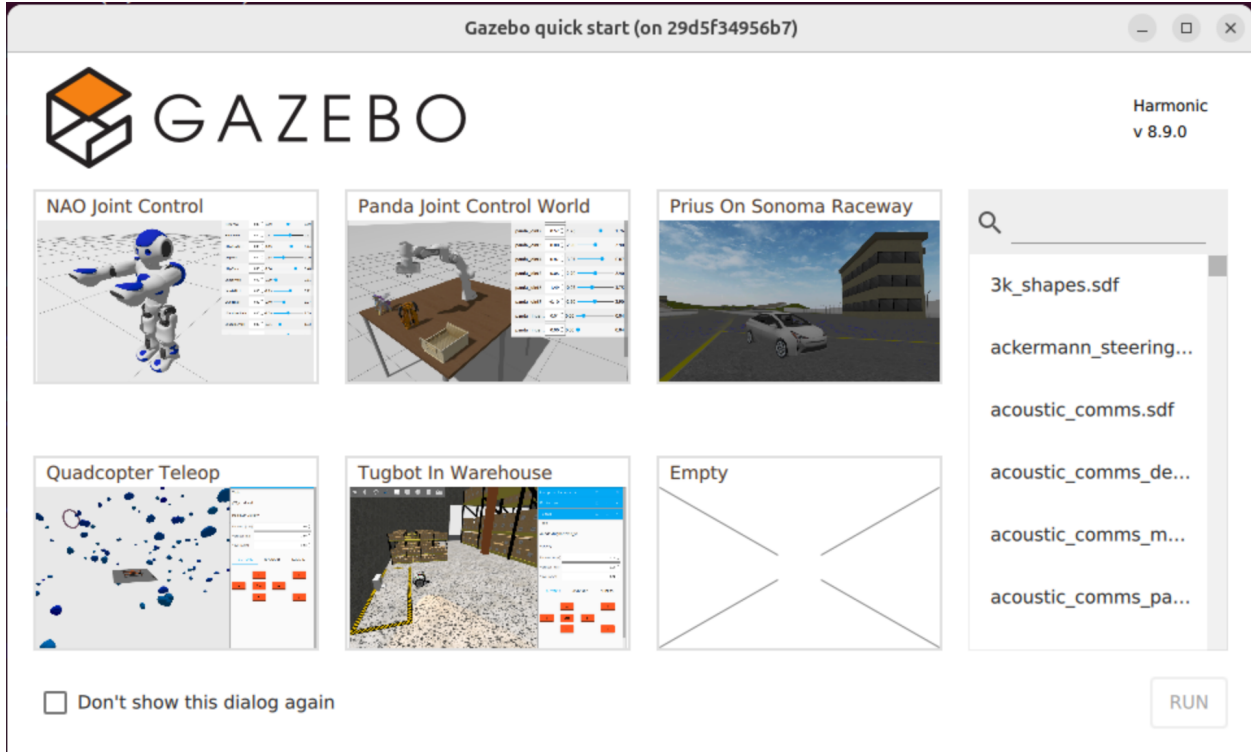 Gazebo quick start (on 29d5f34956b7)
GAZEBO
Harmonic
v 8.9.0
NAO Joint Control
Panda Joint Control World
Prius On Sonoma Raceway
3k_shapes.sdf
ackermann_steering...
acoustic_comms.sdf
acoustic_comms_de...
acoustic_comms_m...
acoustic_comms_pa...
Quadcopter Teleop
Tugbot In Warehouse
Empty
Don't show this dialog again
RUN